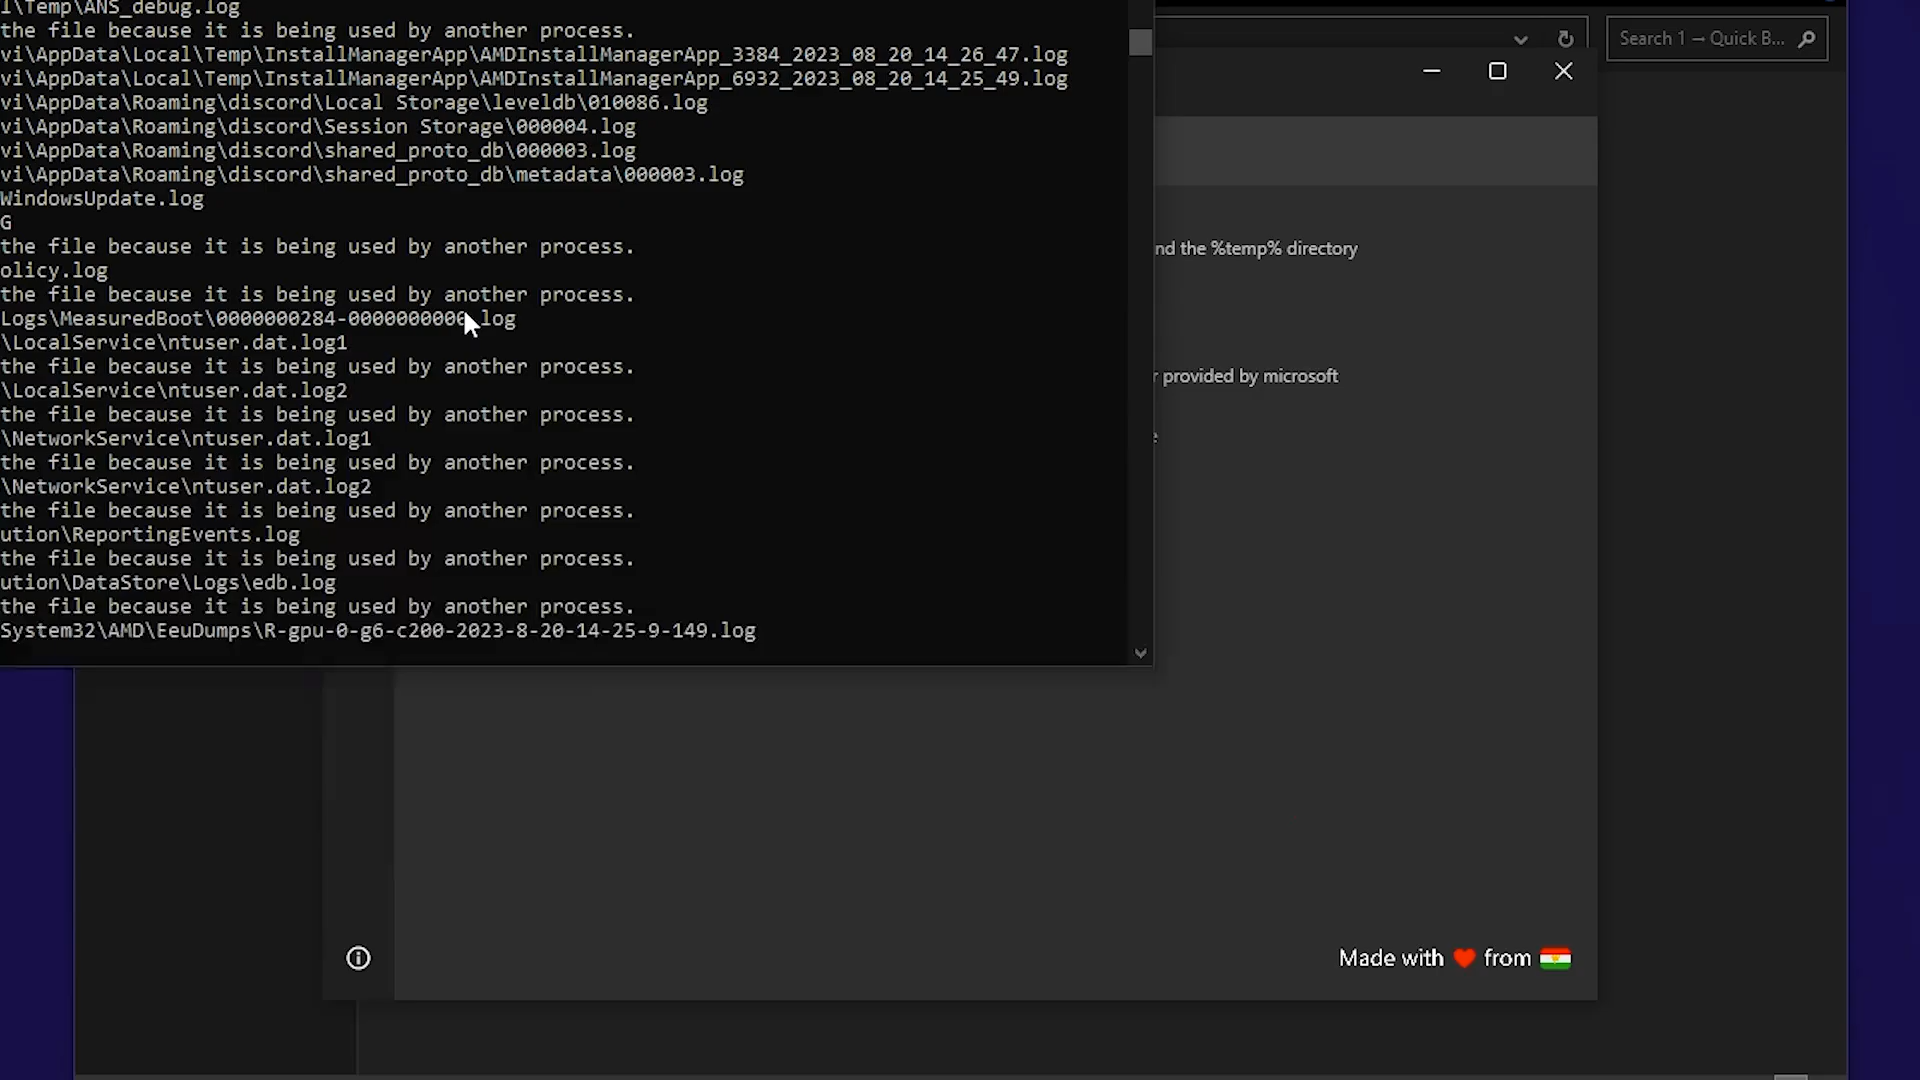 l\Temp\ANS_debug.log
the file because it is being used by another process.
vi\AppData\Local\Temp\InstallManagerApp\AMDInstallManagerApp_3384_2023_08_20_14_26_47.log
vi\AppData\Local\Temp\InstallManagerApp\AMDInstallManagerApp_6932_2023_08_20_14_25_49.log
vi\AppData\Roaming\discord\Local Storage\leveldb\010086.log
vi\AppData\Roaming\discord\Session Storage\000004.log
vi\AppData\Roaming\discord\shared_proto_db\000003.log
vi\AppData\Roaming\discord\shared_proto_db\metadata\000003.log
WindowsUpdate.log
G
the file because it is being used by another process.
olicy.log
the file because it is being used by another process.
Logs\MeasuredBoot\0000000284-0000000000.log
\LocalService\ntuser.dat.log1
the file because it is being used by another process.
\LocalService\ntuser.dat.log2
the file because it is being used by another process.
\NetworkService\ntuser.dat.log1
the file because it is being used by another process.
\NetworkService\ntuser.dat.log2
the file because it is being used by another process.
ution\ReportingEvents.log
the file because it is being used by another process.
ution\DataStore\Logs\edb.log
the file because it is being used by another process.
System32\AMD\EeuDumps\R-gpu-0-g6-c200-2023-8-20-14-25-9-149.log
Search 1 → Quick B...
nd the %temp% directory
r provided by microsoft
e
Made with ❤ from